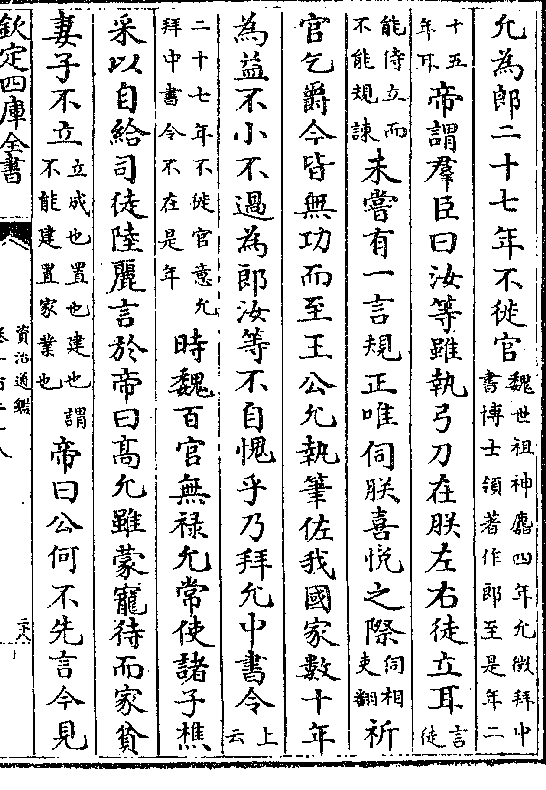 允為郎二十七年不徙官魏世祖神䴥四年允徵拜中書博士領著作郎至是年二
十五年耳帝謂羣臣曰汝等雖執弓刀在朕左右徒立耳言徒
能侍立而不能規諫未嘗有一言規正唯伺朕喜悅之際伺相吏翻祈
官乞爵今皆無功而至王公允執筆佐我國家數十年
為益不小不過為郎汝等不自愧乎乃拜允中書令上云
二十七年不徙官意允拜中書令不在是年時魏百官無祿允常使諸子樵
采以自給司徒陸麗言於帝曰高允雖蒙寵待而家貧
妻子不立立成也置也建也謂不能建置家業也帝曰公何不先言今見
欽定四庫全書
資治通鑑
卷一百二十八
二十八